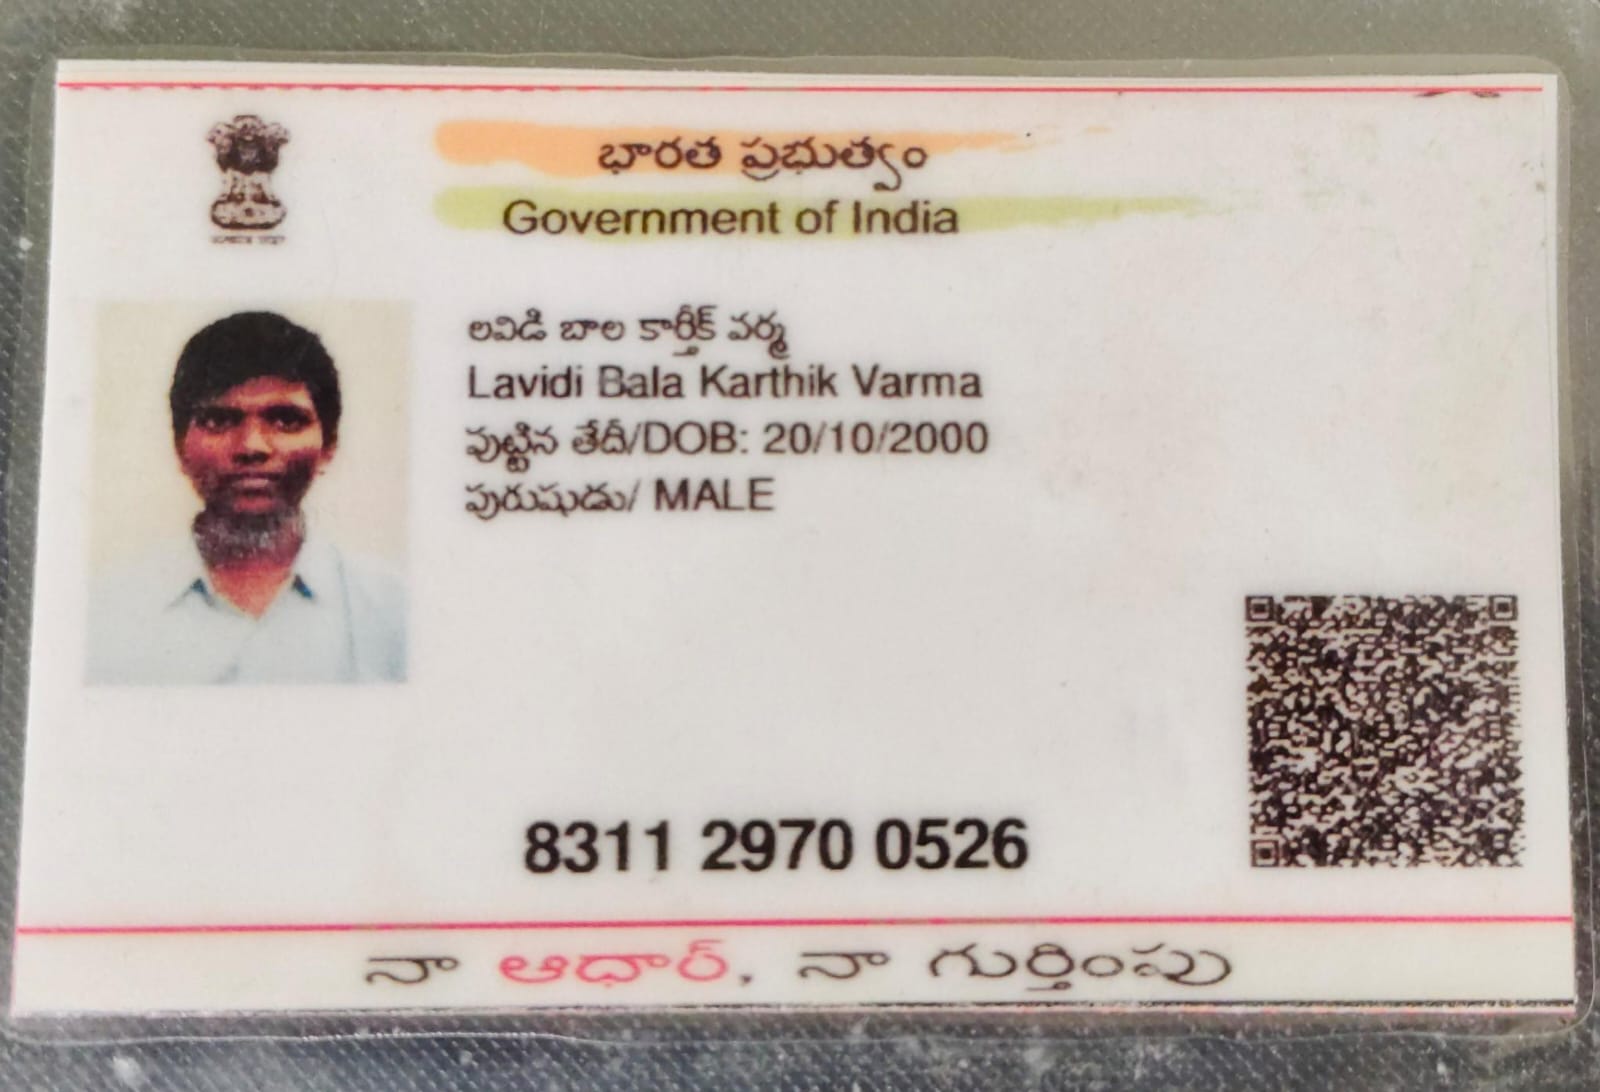 భారత ప్రభుత్వం
Government of India
లవిడి బాల కార్తీక్ వర్మ
Lavidi Bala Karthik Varma
పుట్టిన తేదీ/DOB: 20/10/2000
పురుషుడు/ MALE
8311 2970 0526
నా ఆధార్, నా గుర్తింపు